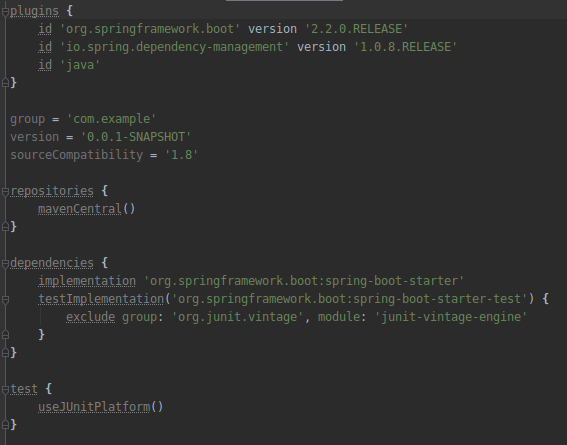 plugins {
    id 'org.springframework.boot' version '2.2.0.RELEASE'
    id 'io.spring.dependency-management' version '1.0.8.RELEASE'
    id 'java'
}

group = 'com.example'
version = '0.0.1-SNAPSHOT'
sourceCompatibility = '1.8'

repositories {
    mavenCentral()
}

dependencies {
    implementation 'org.springframework.boot:spring-boot-starter'
    testImplementation('org.springframework.boot:spring-boot-starter-test') {
        exclude group: 'org.junit.vintage', module: 'junit-vintage-engine'
    }
}

test {
    useJUnitPlatform()
}